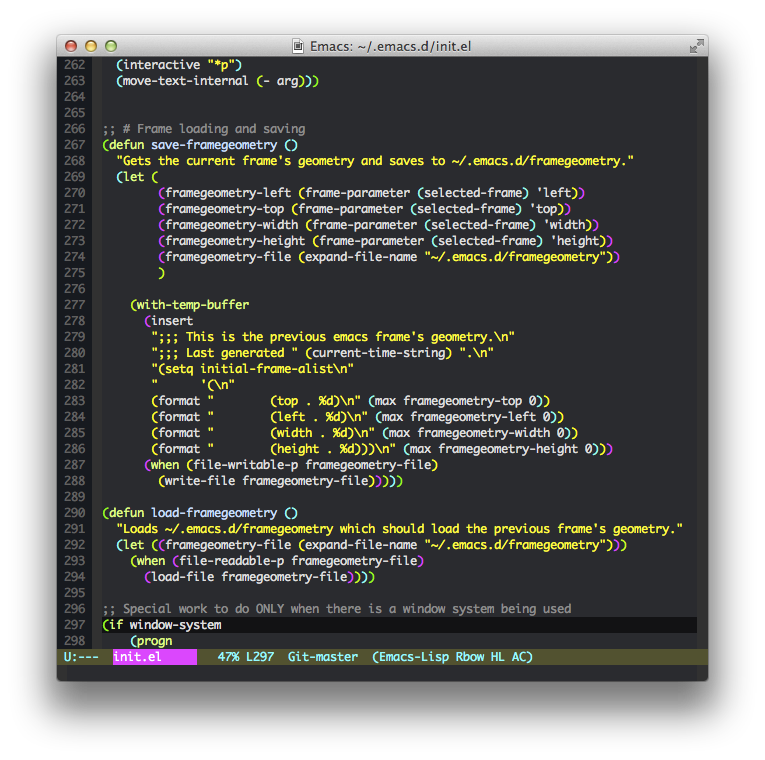 Emacs: ~/.emacs.d/init.el
262     (interactive "*p")
263     (move-text-internal (- arg)))
264
265
266   ;; # Frame loading and saving
267   (defun save-framegeometry ()
268     "Gets the current frame's geometry and saves to ~/.emacs.d/framegeometry."
269     (let (
270           (framegeometry-left (frame-parameter (selected-frame) 'left))
271           (framegeometry-top (frame-parameter (selected-frame) 'top))
272           (framegeometry-width (frame-parameter (selected-frame) 'width))
273           (framegeometry-height (frame-parameter (selected-frame) 'height))
274           (framegeometry-file (expand-file-name "~/.emacs.d/framegeometry"))
275           )
276
277       (with-temp-buffer
278         (insert
279          ";;; This is the previous emacs frame's geometry.\n"
280          ";;; Last generated " (current-time-string) ".\n"
281          "(setq initial-frame-alist\n"
282          "      '(\n"
283          (format "        (top . %d)\n" (max framegeometry-top 0))
284          (format "        (left . %d)\n" (max framegeometry-left 0))
285          (format "        (width . %d)\n" (max framegeometry-width 0))
286          (format "        (height . %d)))\n" (max framegeometry-height 0)))
287         (when (file-writable-p framegeometry-file)
288           (write-file framegeometry-file)))))
289
290   (defun load-framegeometry ()
291     "Loads ~/.emacs.d/framegeometry which should load the previous frame's geometry."
292     (let ((framegeometry-file (expand-file-name "~/.emacs.d/framegeometry")))
293       (when (file-readable-p framegeometry-file)
294         (load-file framegeometry-file))))
295
296   ;; Special work to do ONLY when there is a window system being used
297   (if window-system
298       (progn
U:---  init.el        47% L297  Git-master  (Emacs-Lisp Rbow HL AC)